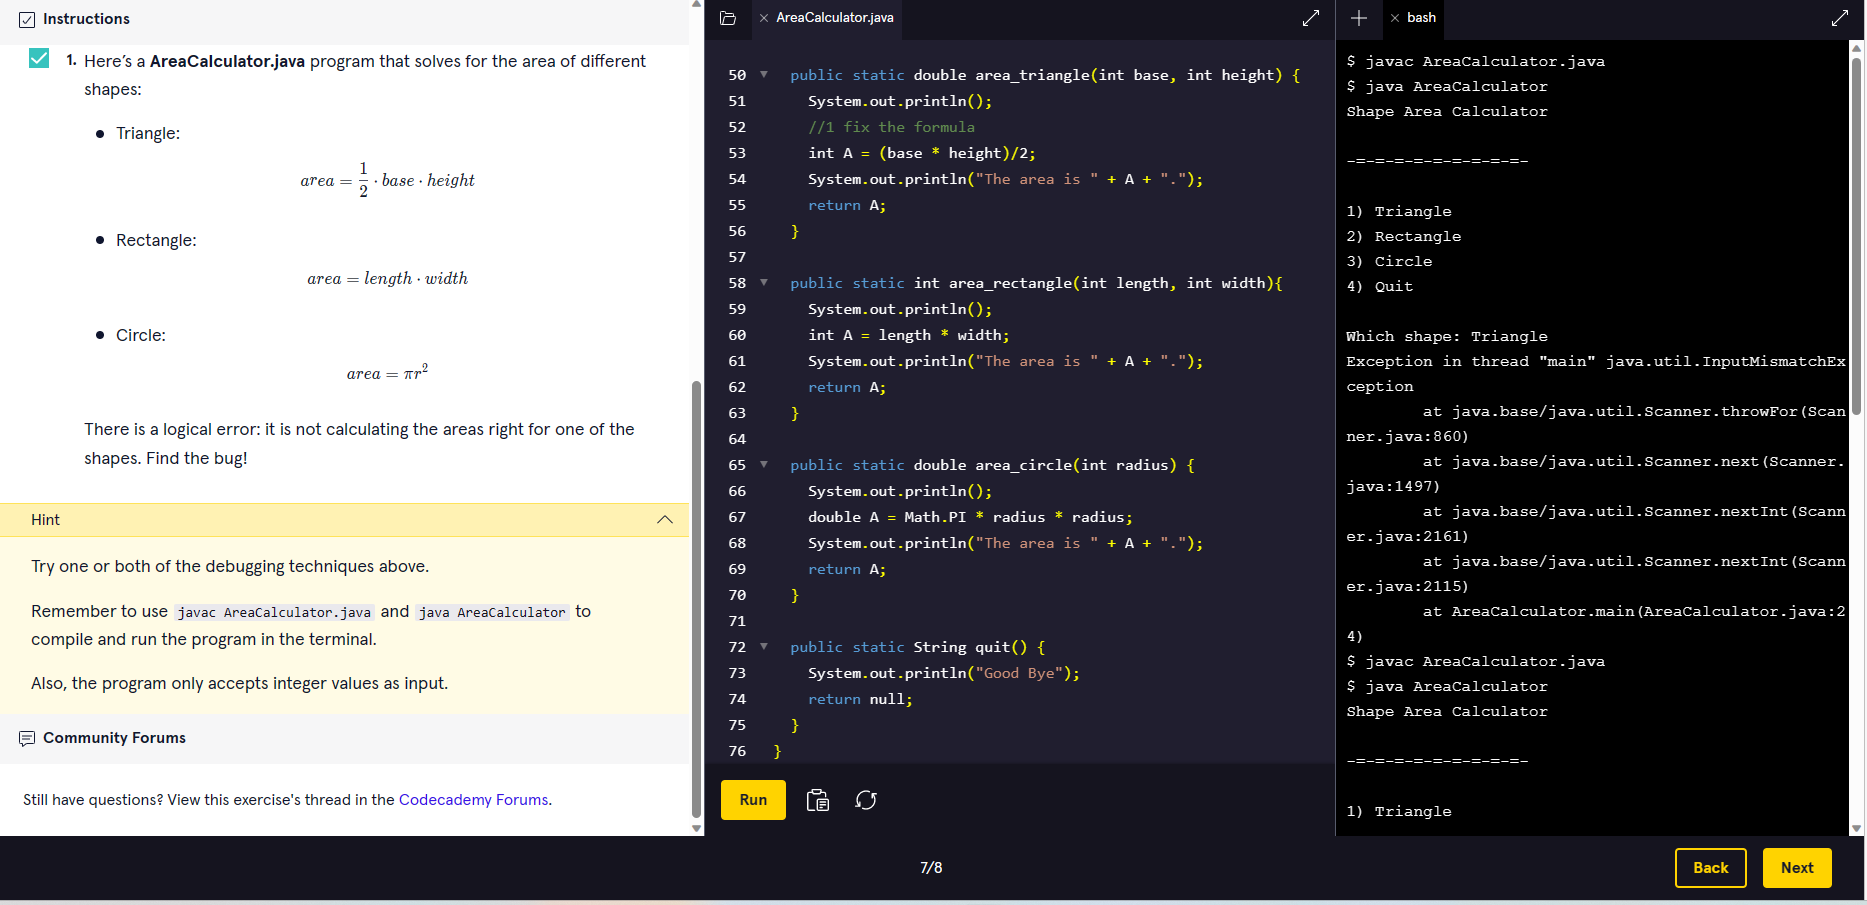 Instructions
1. Here's a AreaCalculator.java program that solves for the area of different
shapes:
Triangle:
area = 1/2 · base · height
Rectangle:
area = length · width
Circle:
area = πr²
There is a logical error: it is not calculating the areas right for one of the
shapes. Find the bug!
Hint
Try one or both of the debugging techniques above.
Remember to use javac AreaCalculator.java and java AreaCalculator to
compile and run the program in the terminal.
Also, the program only accepts integer values as input.
Community Forums
Still have questions? View this exercise's thread in the Codecademy Forums.
AreaCalculator.java
50 public static double area_triangle(int base, int height) {
51 System.out.println();
52 //1 fix the formula
53 int A = (base * height)/2;
54 System.out.println("The area is " + A + ".");
55 return A;
56 }
57
58 public static int area_rectangle(int length, int width){
59 System.out.println();
60 int A = length * width;
61 System.out.println("The area is " + A + ".");
62 return A;
63 }
64
65 public static double area_circle(int radius) {
66 System.out.println();
67 double A = Math.PI * radius * radius;
68 System.out.println("The area is " + A + ".");
69 return A;
70 }
71
72 public static String quit() {
73 System.out.println("Good Bye");
74 return null;
75 }
76 }
Run
bash
$ javac AreaCalculator.java
$ java AreaCalculator
Shape Area Calculator
-=-=-=-=-=-=-=-=-=-
1) Triangle
2) Rectangle
3) Circle
4) Quit
Which shape: Triangle
Exception in thread "main" java.util.InputMismatchEx
ception
at java.base/java.util.Scanner.throwFor(Scan
ner.java:860)
at java.base/java.util.Scanner.next(Scanner.
java:1497)
at java.base/java.util.Scanner.nextInt(Scann
er.java:2161)
at java.base/java.util.Scanner.nextInt(Scann
er.java:2115)
at AreaCalculator.main(AreaCalculator.java:2
4)
$ javac AreaCalculator.java
$ java AreaCalculator
Shape Area Calculator
-=-=-=-=-=-=-=-=-=-
1) Triangle
7/8
Back
Next